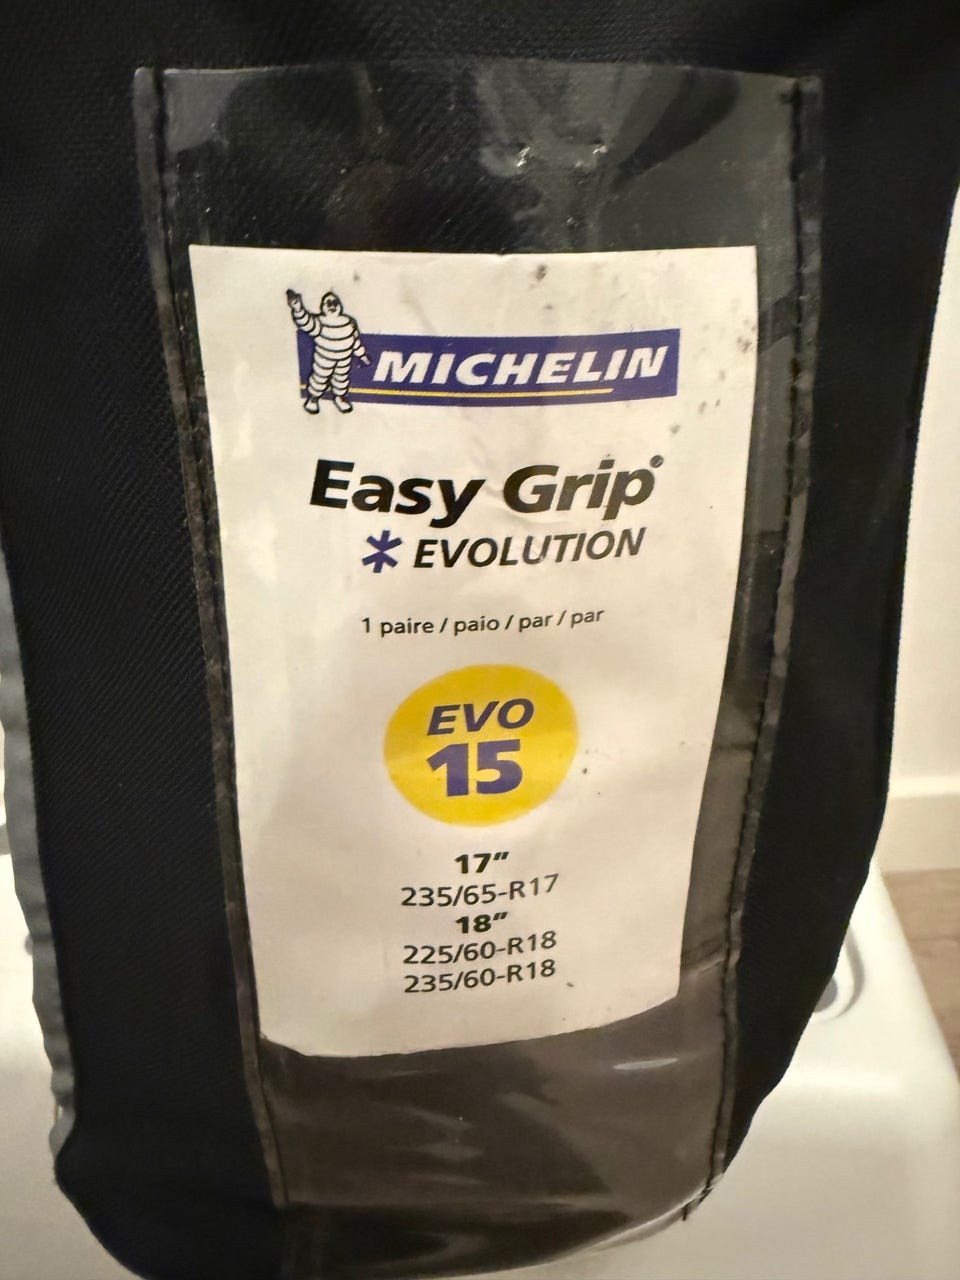 MICHELIN
Easy Grip®
* EVOLUTION
1 paire / paio / par / par
EVO
15
17"
235/65-R17
18"
225/60-R18
235/60-R18